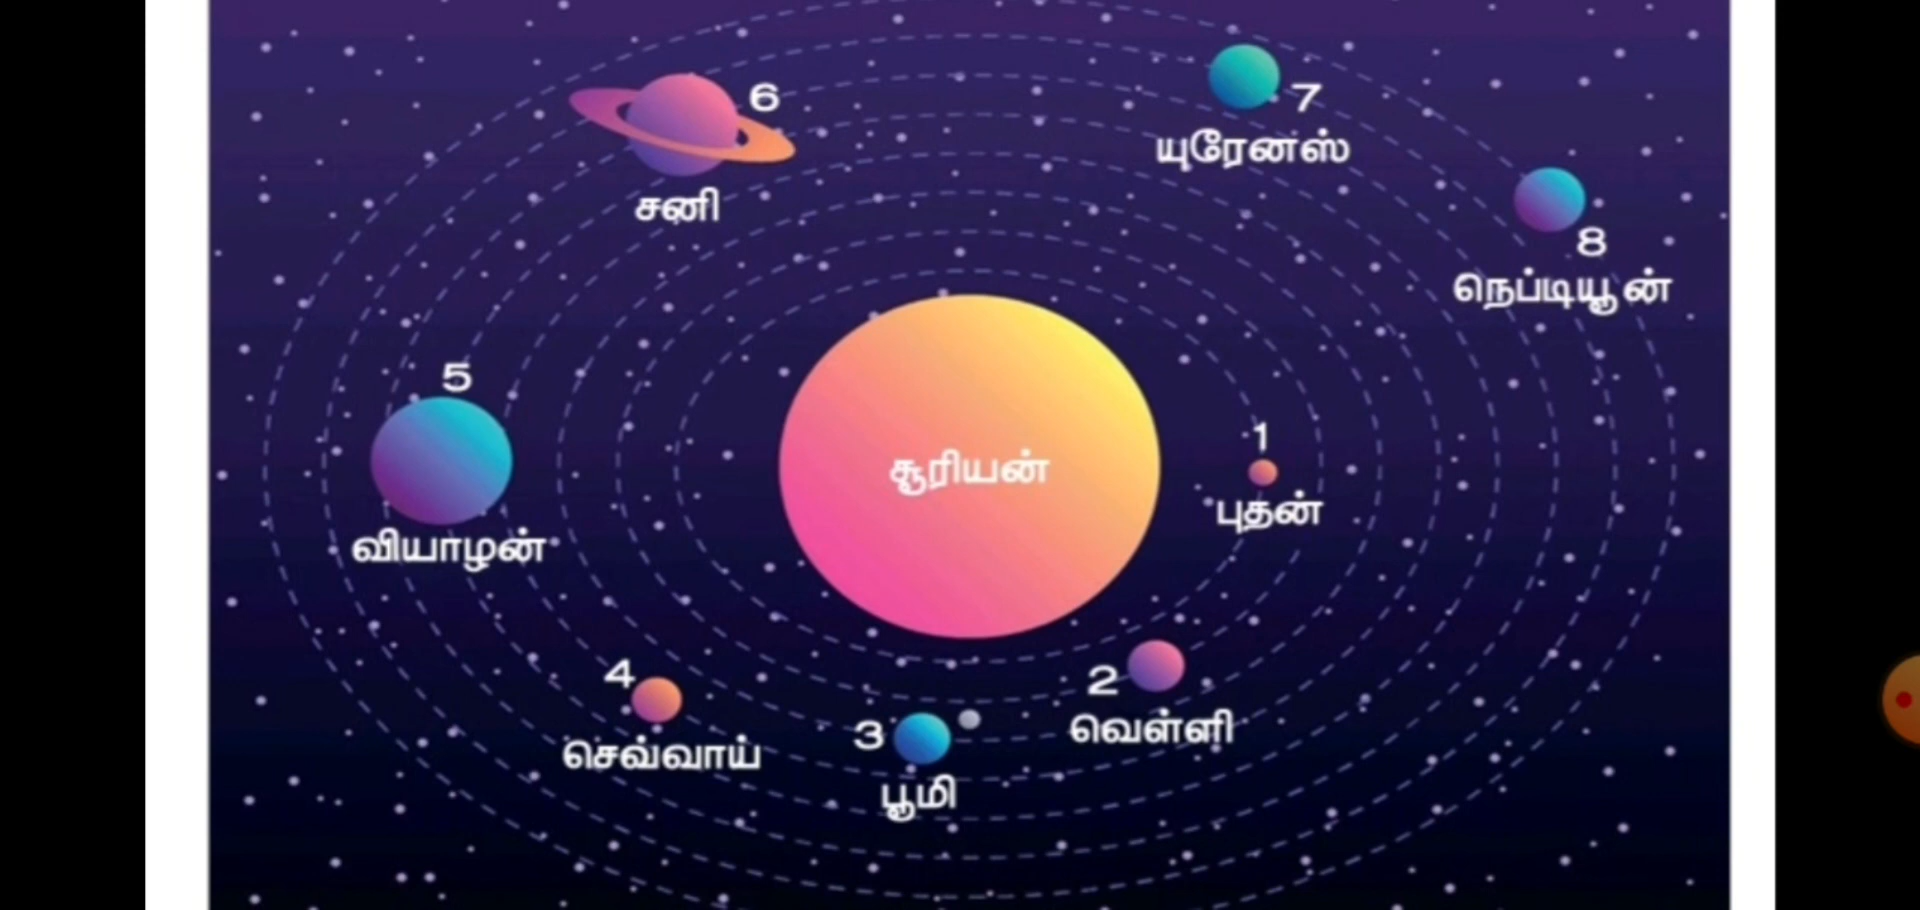 6
சனி
7
யுரேனஸ்
8
நெப்டியூன்
5
வியாழன்
சூரியன்
1
புதன்
2
வெள்ளி
3
பூமி
4
செவ்வாய்